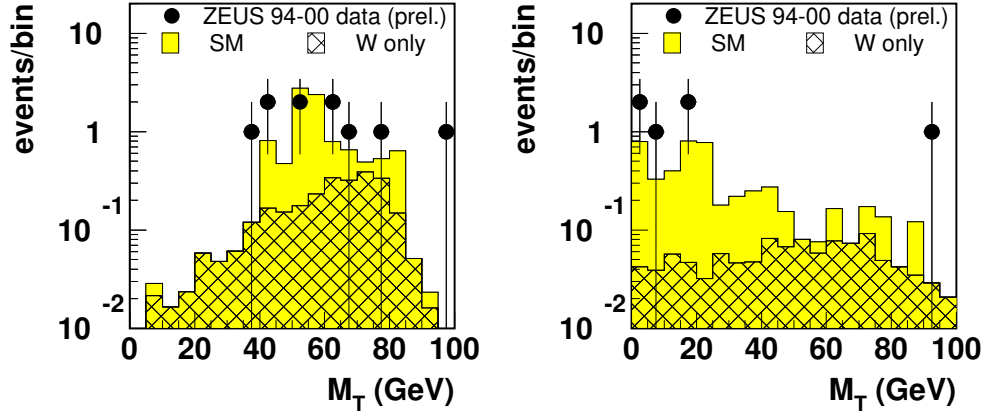 events/bin
10
1
10 -1
10 -2
ZEUS 94-00 data (prel.)
SM W only
0 20 40 60 80 100
M_T (GeV)
events/bin
10
1
10 -1
10 -2
ZEUS 94-00 data (prel.)
SM W only
0 20 40 60 80 100
M_T (GeV)